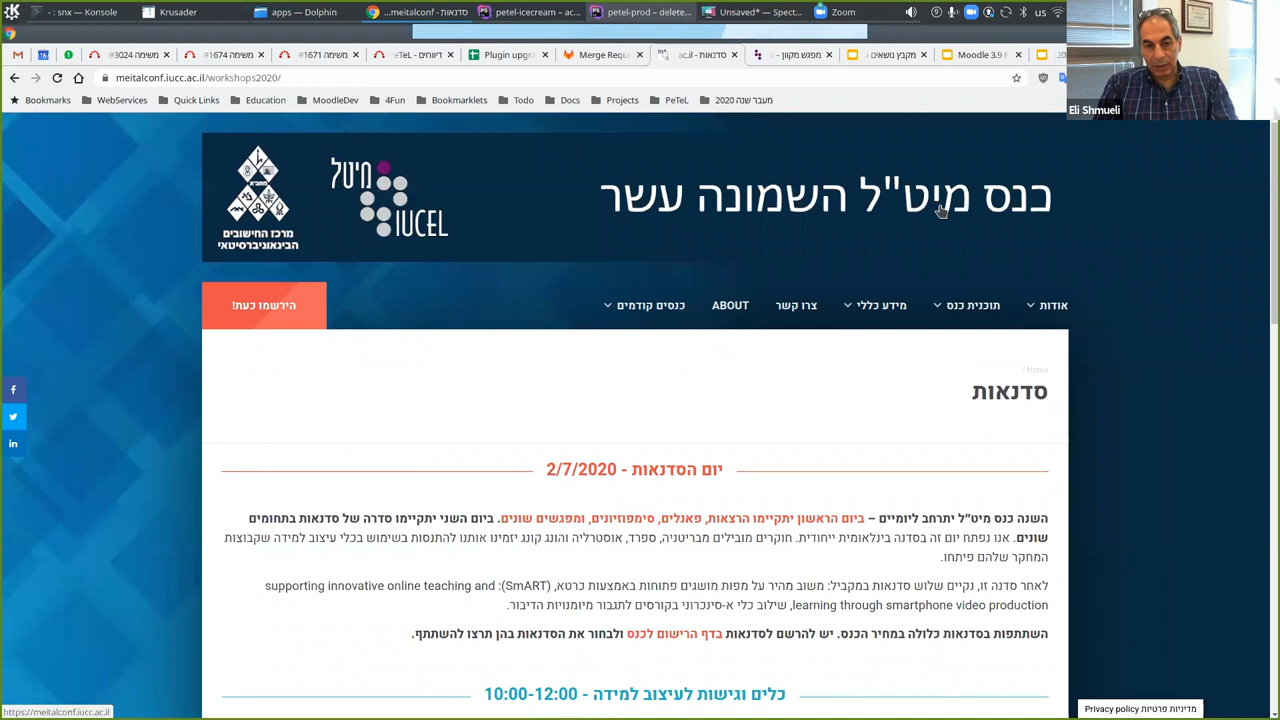 - : snx — Konsole
Krusader
apps — Dolphin
סדנאות - meitalconf...
petel-icecream – ac...
petel-prod – delete...
Unsaved* — Spect...
Zoom
us
16
משימה #3024
משימה #1674
משימה #1671
Plugin upgr
Merge Requ
סדנאות - ac.il
מפגש מקוון –
מקבץ נושאים
Moodle 3.9 N
meitalconf.iucc.ac.il/workshops2020/
Bookmarks
WebServices
Quick Links
Education
MoodleDev
4Fun
Bookmarklets
Todo
Docs
Projects
PeTeL
מעבר שנה 2020
Eli Shmueli
כנס מיט"ל השמונה עשר
מיטל
IUCEL
מרכז החישובים
הבינאוניברסיטאי
אודות
תוכנית כנס
מידע כללי
צרו קשר
ABOUT
כנסים קודמים
הירשמו כעת!
Home /
סדנאות
יום הסדנאות - 2/7/2020
השנה כנס מיט״ל יתרחב ליומיים – ביום הראשון יתקיימו הרצאות, פאנלים, סימפוזיונים, ומפגשים שונים. ביום השני יתקיימו סדרה של סדנאות בתחומים
שונים. אנו נפתח יום זה בסדנה בינלאומית ייחודית. חוקרים מובילים מבריטניה, ספרד, אוסטרליה והונג קונג יזמינו אותנו להתנסות בשימוש בכלי עיצוב למידה שקבוצות
המחקר שלהם פיתחו.
לאחר סדנה זו, נקיים שלוש סדנאות במקביל: משוב מהיר על מפות מושגים פתוחות באמצעות כרטא, (SmART): supporting innovative online teaching and
learning through smartphone video production, שילוב כלי א-סינכרוני בקורסים לתגבור מיומנויות הדיבור.
השתתפות בסדנאות כלולה במחיר הכנס. יש להרשם לסדנאות בדף הרישום לכנס ולבחור את הסדנאות בהן תרצו להשתתף.
כלים וגישות לעיצוב למידה - 10:00-12:00
https://meitalconf.iucc.ac.il
Privacy policy מדיניות פרטיות